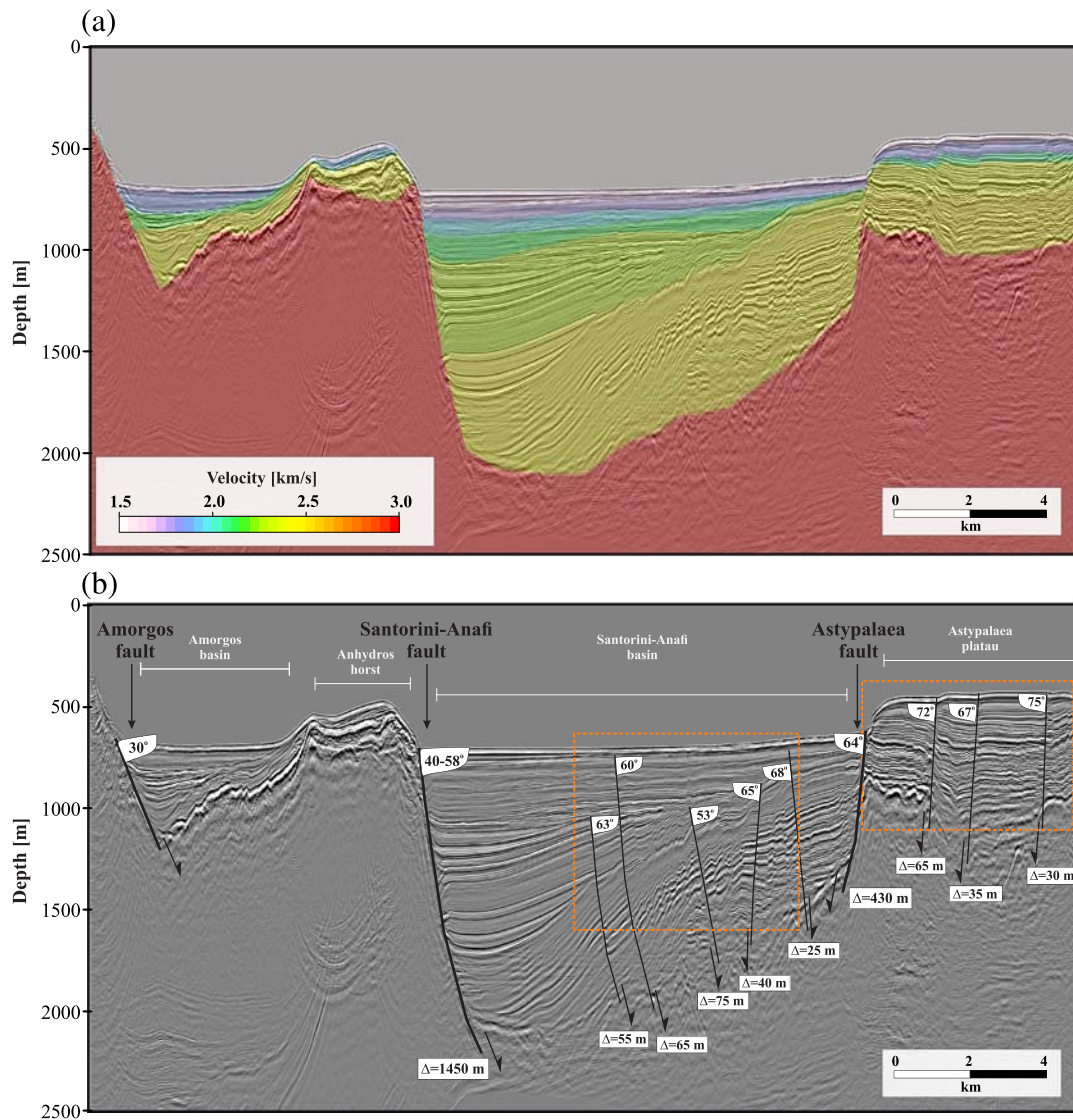 (a)
0
500
1000
1500
2000
2500
Depth [m]
Velocity [km/s]
1.5 2.0 2.5 3.0
0 2 4
km
(b)
0
500
1000
1500
2000
2500
Depth [m]
Amorgos
fault
Amorgos
basin
Anhydros
horst
Santorini-Anafi
fault
Santorini-Anafi
basin
Astypalaea
fault
Astypalaea
platau
30°
40-58°
63°
60°
53°
65°
68°
64°
72°
67°
75°
Δ=1450 m
Δ=55 m
Δ=65 m
Δ=75 m
Δ=40 m
Δ=25 m
Δ=430 m
Δ=65 m
Δ=35 m
Δ=30 m
0 2 4
km